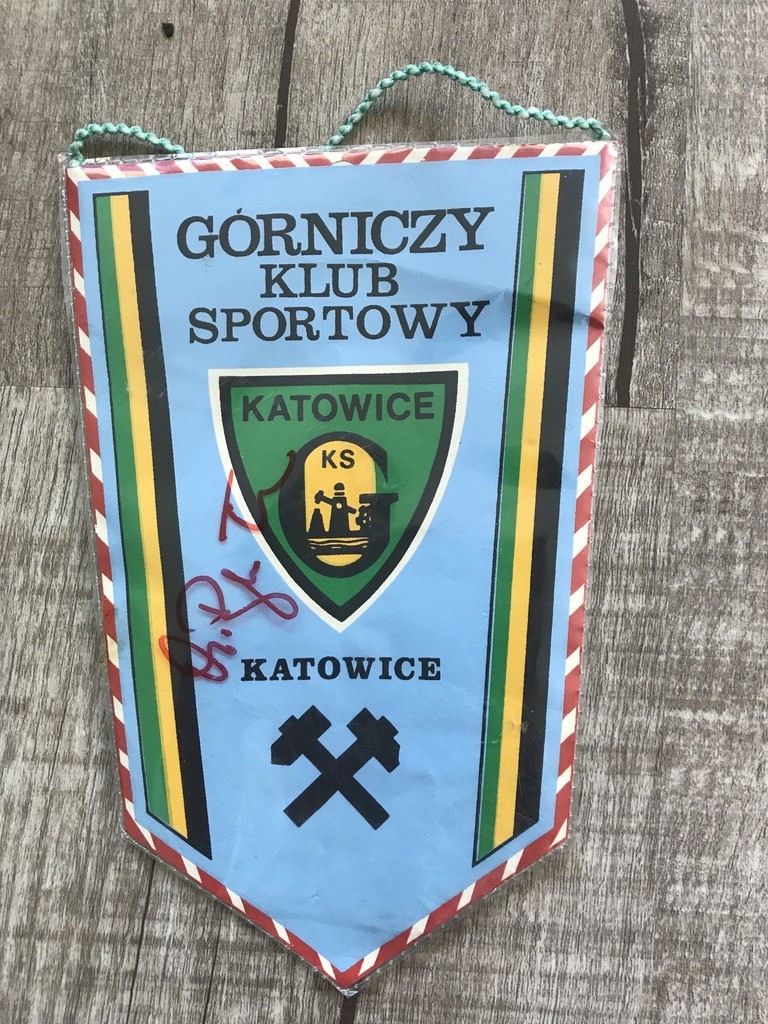 GÓRNICZY
KLUB
SPORTOWY
KATOWICE
KS
G
KATOWICE